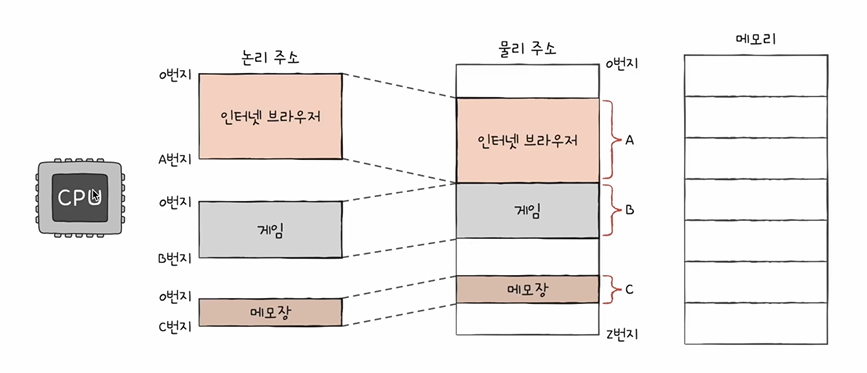 논리 주소
물리 주소
메모리
0번지
인터넷 브라우저
A번지
0번지
게임
B번지
0번지
메모장
C번지
CPU
0번지
인터넷 브라우저
A
게임
B
메모장
C
Z번지